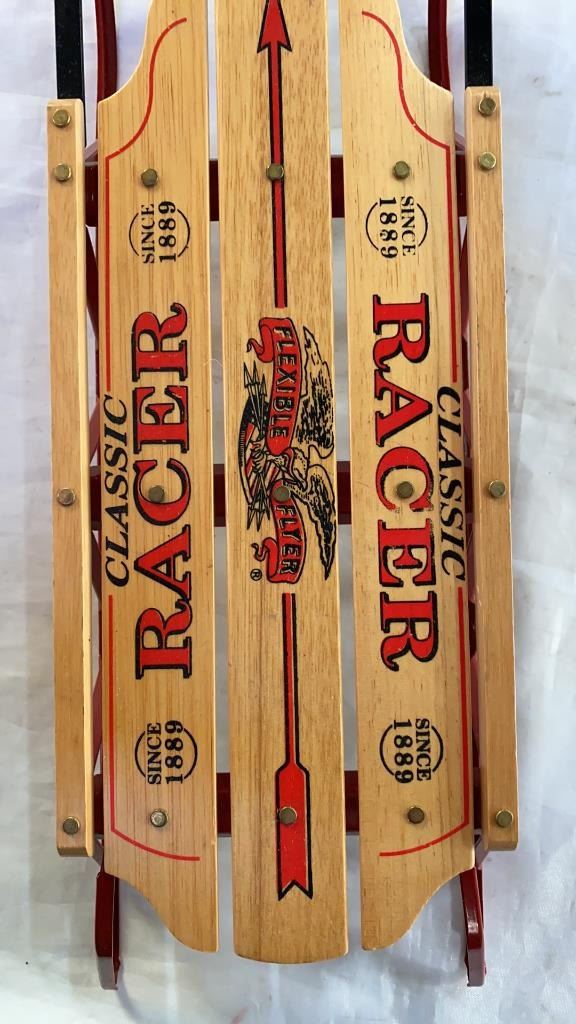 SINCE
1889
CLASSIC
RACER
SINCE
1889
FLEXIBLE
FLYER
®
SINCE
1889
CLASSIC
RACER
SINCE
1889